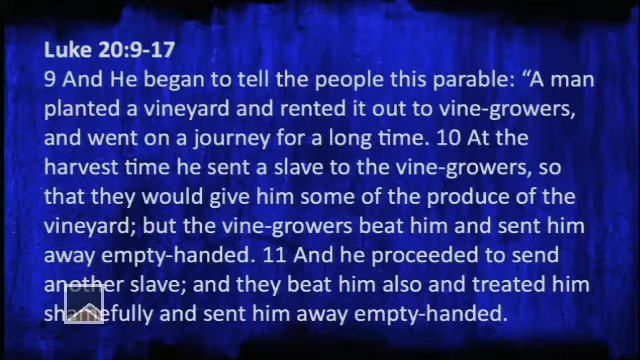 Luke 20:9-17
9 And He began to tell the people this parable: “A man
planted a vineyard and rented it out to vine-growers,
and went on a journey for a long time. 10 At the
harvest time he sent a slave to the vine-growers, so
that they would give him some of the produce of the
vineyard; but the vine-growers beat him and sent him
away empty-handed. 11 And he proceeded to send
another slave; and they beat him also and treated him
shamefully and sent him away empty-handed.